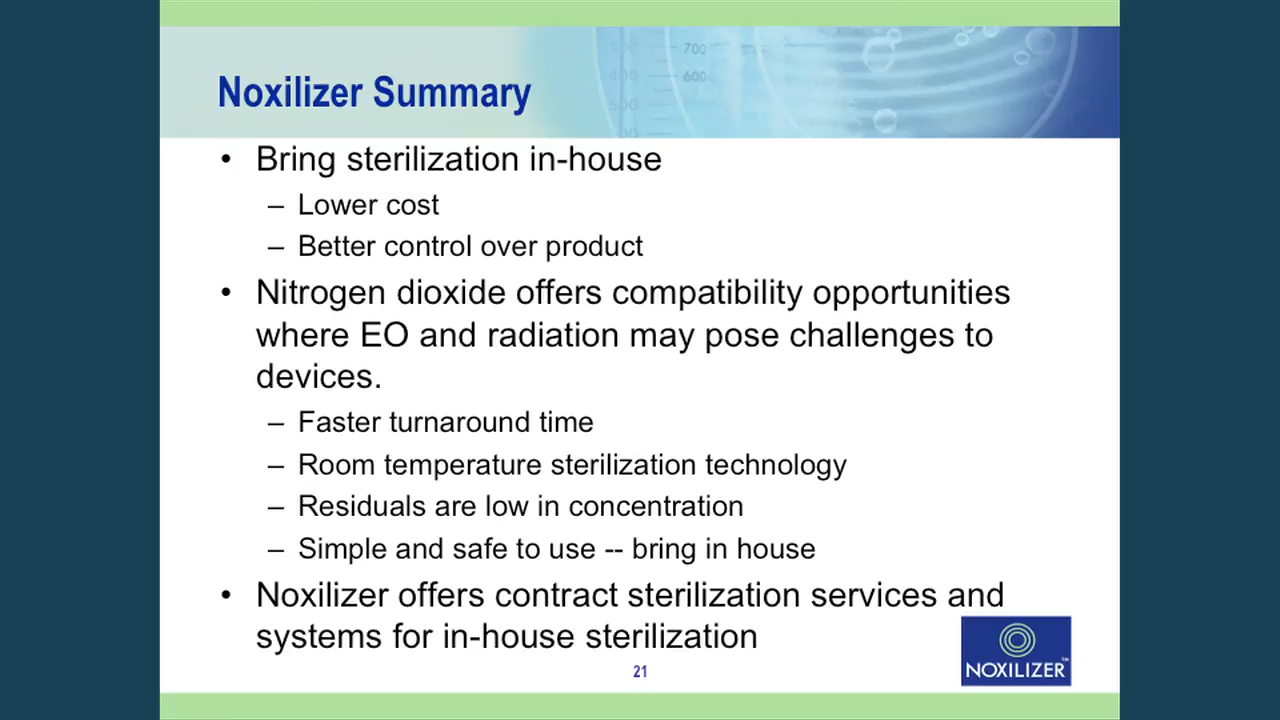 700
600
Noxilizer Summary
• Bring sterilization in-house
– Lower cost
– Better control over product
• Nitrogen dioxide offers compatibility opportunities
where EO and radiation may pose challenges to
devices.
– Faster turnaround time
– Room temperature sterilization technology
– Residuals are low in concentration
– Simple and safe to use -- bring in house
• Noxilizer offers contract sterilization services and
systems for in-house sterilization
21
NOXILIZER